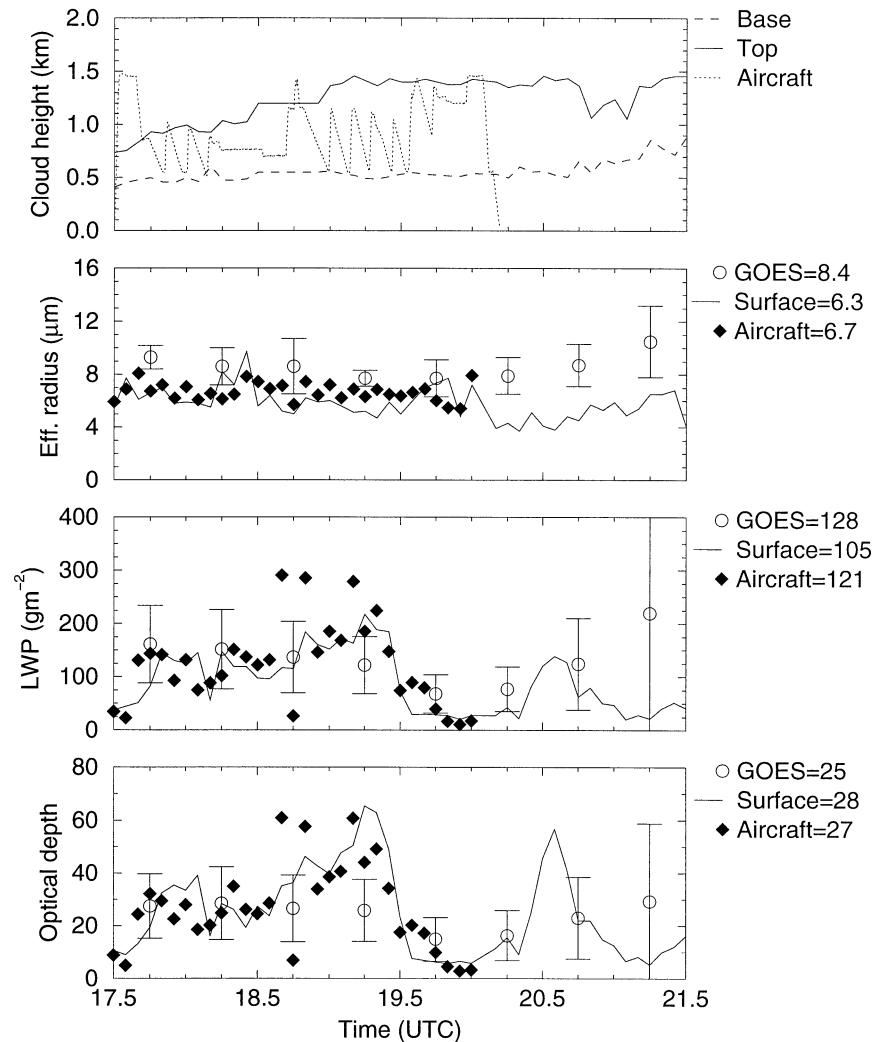 2.0
1.5
1.0
0.5
0.0
Cloud height (km)
Base
Top
Aircraft
16
12
8
4
0
Eff. radius (μm)
GOES=8.4
Surface=6.3
Aircraft=6.7
400
300
200
100
0
LWP (gm⁻²)
GOES=128
Surface=105
Aircraft=121
80
60
40
20
0
Optical depth
GOES=25
Surface=28
Aircraft=27
17.5 18.5 19.5 20.5 21.5
Time (UTC)